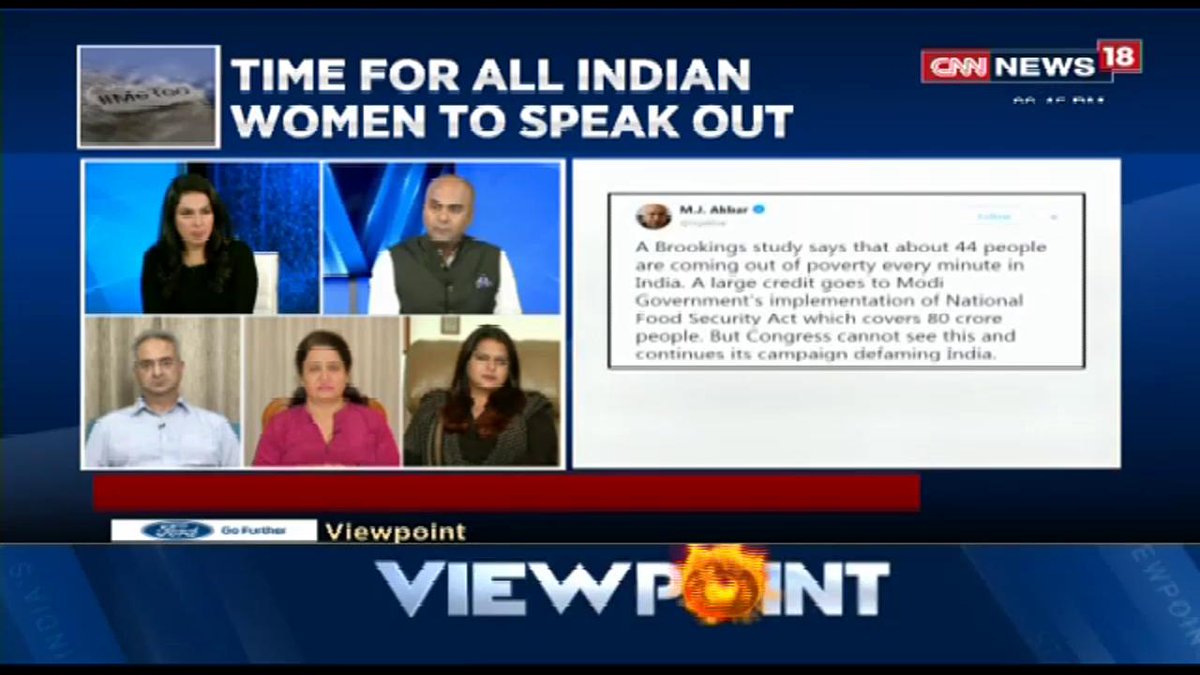 #MeToo
TIME FOR ALL INDIAN
WOMEN TO SPEAK OUT
CNN NEWS 18
M.J. Akbar
Follow
A Brookings study says that about 44 people
are coming out of poverty every minute in
India. A large credit goes to Modi
Government's implementation of National
Food Security Act which covers 80 crore
people. But Congress cannot see this and
continues its campaign defaming India.
Ford Go Further Viewpoint
VIEWPOINT